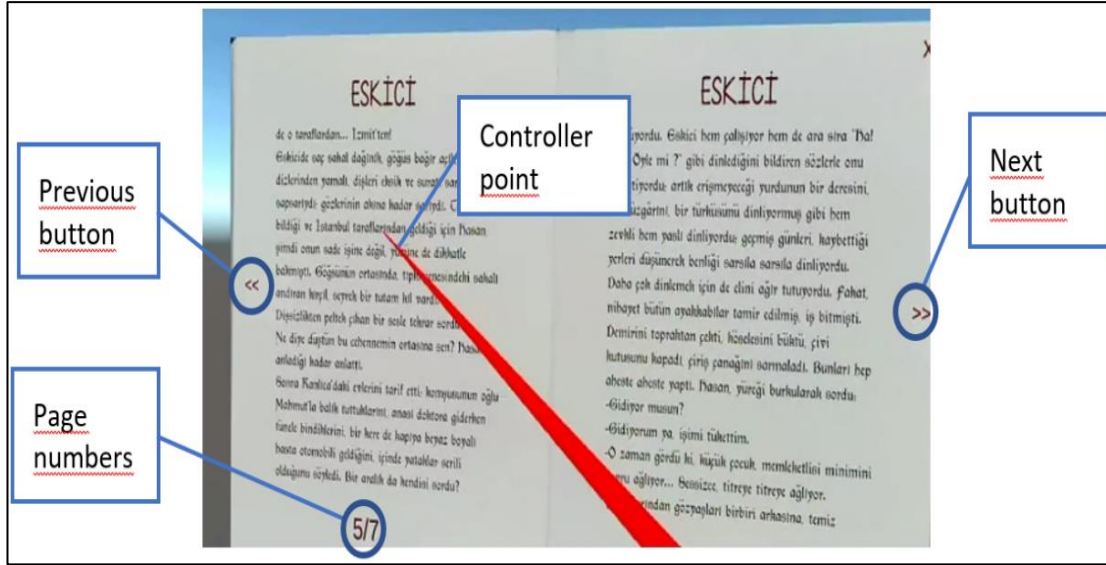 Previous
button
Page
numbers
Controller
point
Next
button
ESKİCİ
de o taraflardan... İzmit'ten!
Eskicide saç sakal dağınık, göğüs bağır
dizlerinden yamalı, dişleri eksik ve suratı
sapsarıydı; gözlerinin akına kadar sarıydı.
bildiği ve İstanbul taraflarından geldiği için Hasan
şimdi onun sade işine değil, yüzüne de dikkatle
bakmıştı. Göğsünün ortasında, tıpkı çenesindeki sakalı
andıran kırçıl, seyrek bir tutam kıl vardı.
Dişsizlikten peltek çıkan bir sesle tekrar sordu
Ne diye düştün bu cehennemin ortasına sen?
anladığı kadar anlattı.
Sonra Kanlıca'daki evlerini tarif etti; komşusunun oğlu
Mahmut'la balık tuttuklarını, anası doktora giderken
tünele bindiklerini, bir kere de kapıya beyaz boyalı
hasta otomobili geldiğini, içinde yataklar serili
olduğunu söyledi. Bir aralık da kendisi sordu?
<<
5/7
X
ESKİCİ
Eskici hem çalışıyor hem de ara sıra "Ha!
Öyle mi ?" gibi dinlediğini bildiren sözlerle onu
artık erişmeyeceği yurdunun bir deresini,
bir türküsünü dinliyormuş gibi hem
zevkli hem yaslı dinliyordu; geçmiş günleri, kaybettiği
yerleri düşünerek benliği sarsıla sarsıla dinliyordu.
Daha çok dinlemek için de elini ağır tutuyordu. Fakat,
nihayet bütün ayakkabılar tamir edilmiş, iş bitmişti.
Demirini topraktan çekti, köselesini büktü, çivi
kutusunu kapadı, çiriş çanağını sarmaladı. Bunları hep
aheste aheste yaptı. Hasan, yüreği burkularak sordu:
-Gidiyor musun?
-Gidiyorum ya, işimi tükettim.
-O zaman gördü ki, küçük çocuk, memleketlisi minimini
ağlıyor... Sessizce, titreye titreye ağlıyor.
gözyaşları birbiri arkasına, temiz
>>